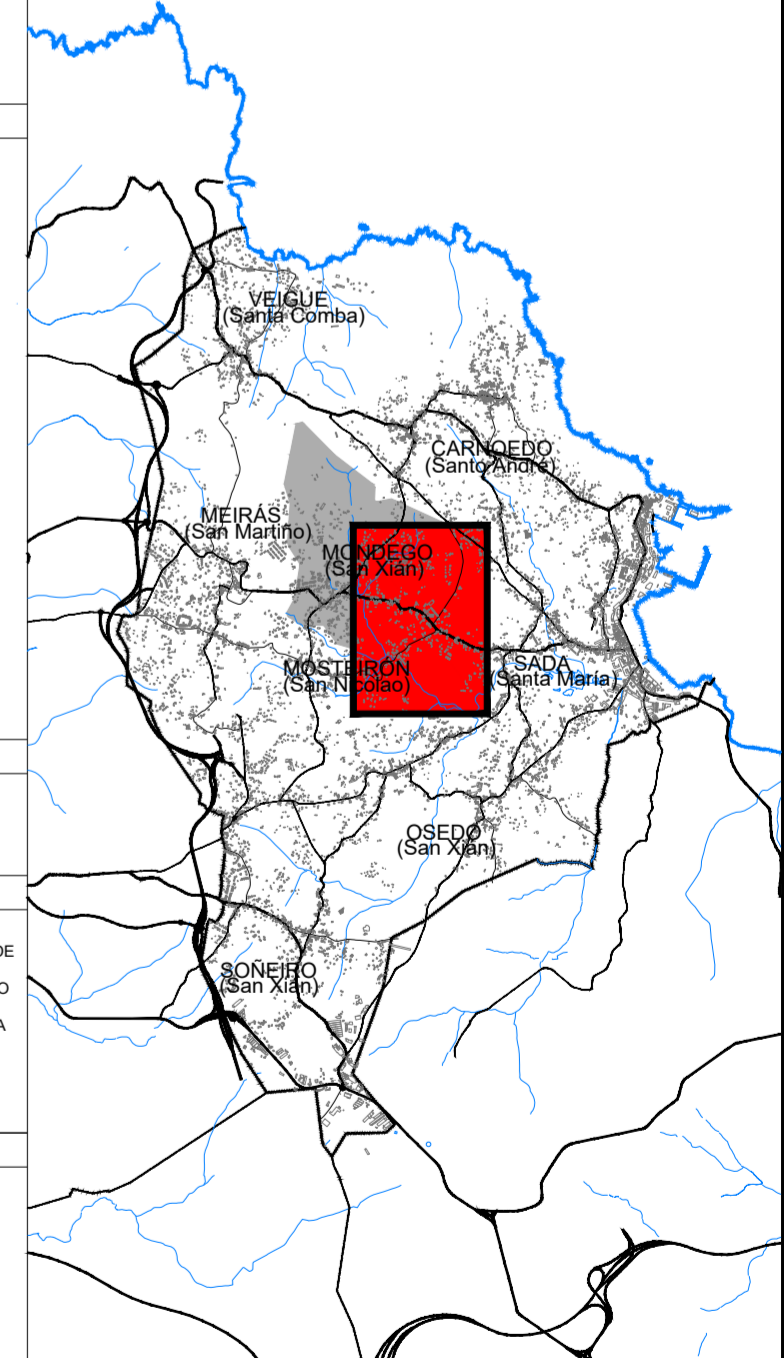 VEIGUE
(Santa Comba)
CARNOEDO
(Santo André)
MEIRÁS
(San Martiño)
MONDEGO
(San Xián)
MOSTEIRÓN
(San Nicolao)
SADA
(Santa María)
OSEDO
(San Xián)
DE
O
A
SOÑEIRO
(San Xián)